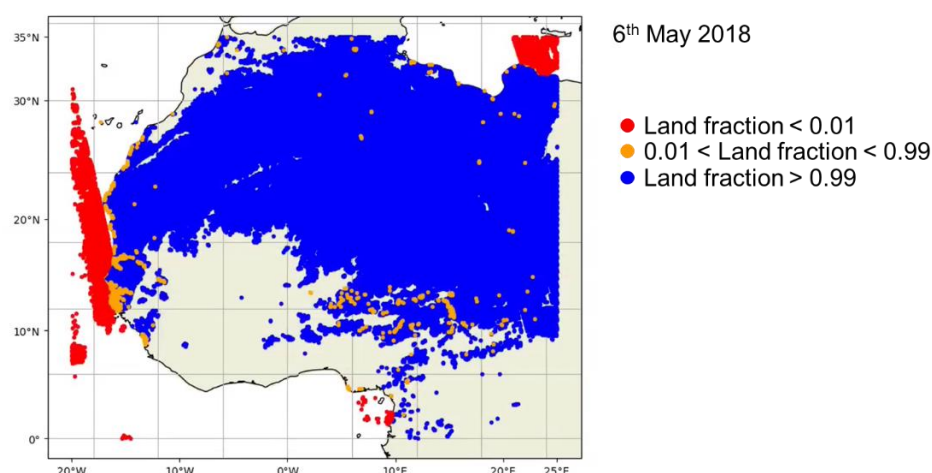 6th May 2018
Land fraction < 0.01
0.01 < Land fraction < 0.99
Land fraction > 0.99
35°N
30°N
20°N
10°N
0°
20°W
10°W
0°W
10°E
20°E
25°E